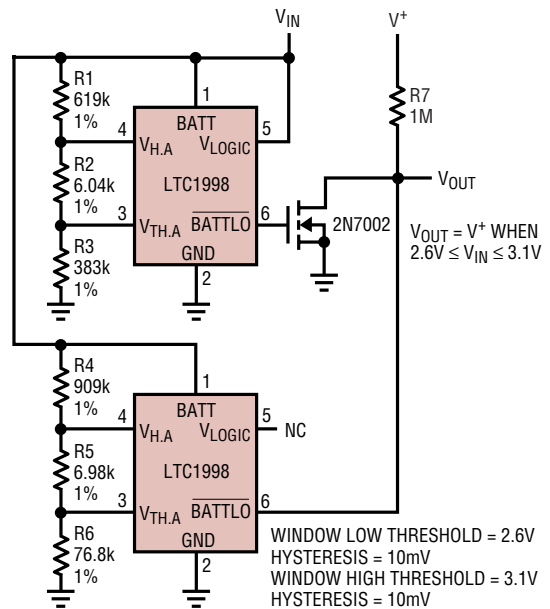 VIN
V+
R1
619k
1%
R2
6.04k
1%
R3
383k
1%
1
BATT
4
VH.A
VLOGIC
5
LTC1998
3
VTH.A
BATTLO
6
GND
2
2N7002
R7
1M
VOUT
VOUT = V+ WHEN
2.6V ≤ VIN ≤ 3.1V
R4
909k
1%
R5
6.98k
1%
R6
76.8k
1%
1
BATT
4
VH.A
VLOGIC
5
NC
LTC1998
3
VTH.A
BATTLO
6
GND
2
WINDOW LOW THRESHOLD = 2.6V
HYSTERESIS = 10mV
WINDOW HIGH THRESHOLD = 3.1V
HYSTERESIS = 10mV